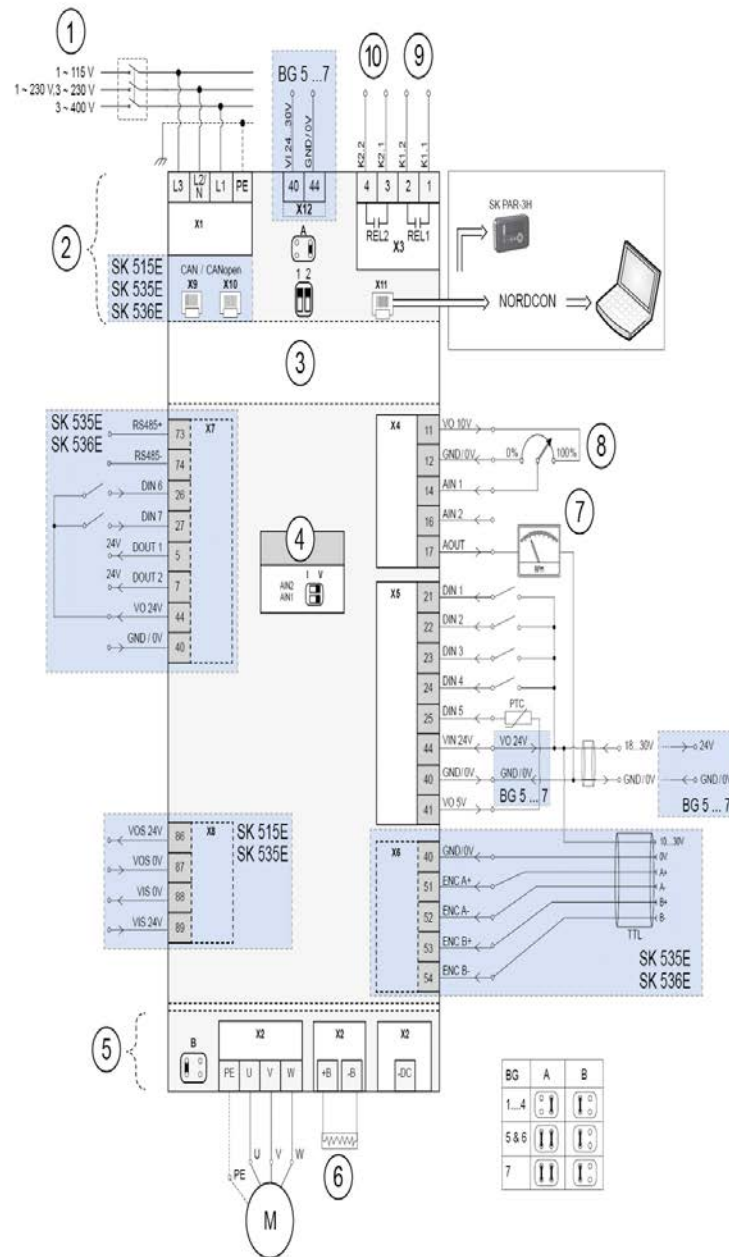 1
1 ~ 115 V
1 ~ 230 V,3 ~ 230V
3 ~ 400 V
BG 5 ...7
VI 24...30V
GND/0V
10
9
K2.2
K2.1
K1.2
K1.1
L3
L2/
N
L1
PE
X1
40
44
X12
4
3
2
1
REL2
REL1
X3
2
A
1 2
SK 515E
SK 535E
SK 536E
CAN / CANopen
X9
X10
X11
SK PAR-3H
NORDCON
3
SK 535E
SK 536E
X7
RS485+
73
RS485-
74
DIN 6
26
DIN 7
27
24V
DOUT 1
5
24V
DOUT 2
7
VO 24V
44
GND / 0V
40
4
I V
AIN2
AIN1
X4
11
VO 10V
12
GND/0V
0%
100%
8
14
AIN 1
16
AIN 2
7
17
AOUT
RPM
X5
21
DIN 1
22
DIN 2
23
DIN 3
24
DIN 4
25
DIN 5
PTC
44
VIN 24V
VO 24V
18...30V
24V
40
GND/0V
GND/0V
GND/0V
GND/0V
BG 5 ... 7
BG 5 ... 7
41
VO 5V
VOS 24V
86
X8
SK 515E
SK 535E
VOS 0V
87
VIS 0V
88
VIS 24V
89
X6
40
GND/0V
51
ENC A+
52
ENC A-
53
ENC B+
54
ENC B-
10...30V
0V
A+
A-
B+
B-
TTL
SK 535E
SK 536E
5
B
X2
PE
U
V
W
X2
+B
-B
X2
-DC
PE
U
V
W
M
6
BG A B
1....4
5 & 6
7